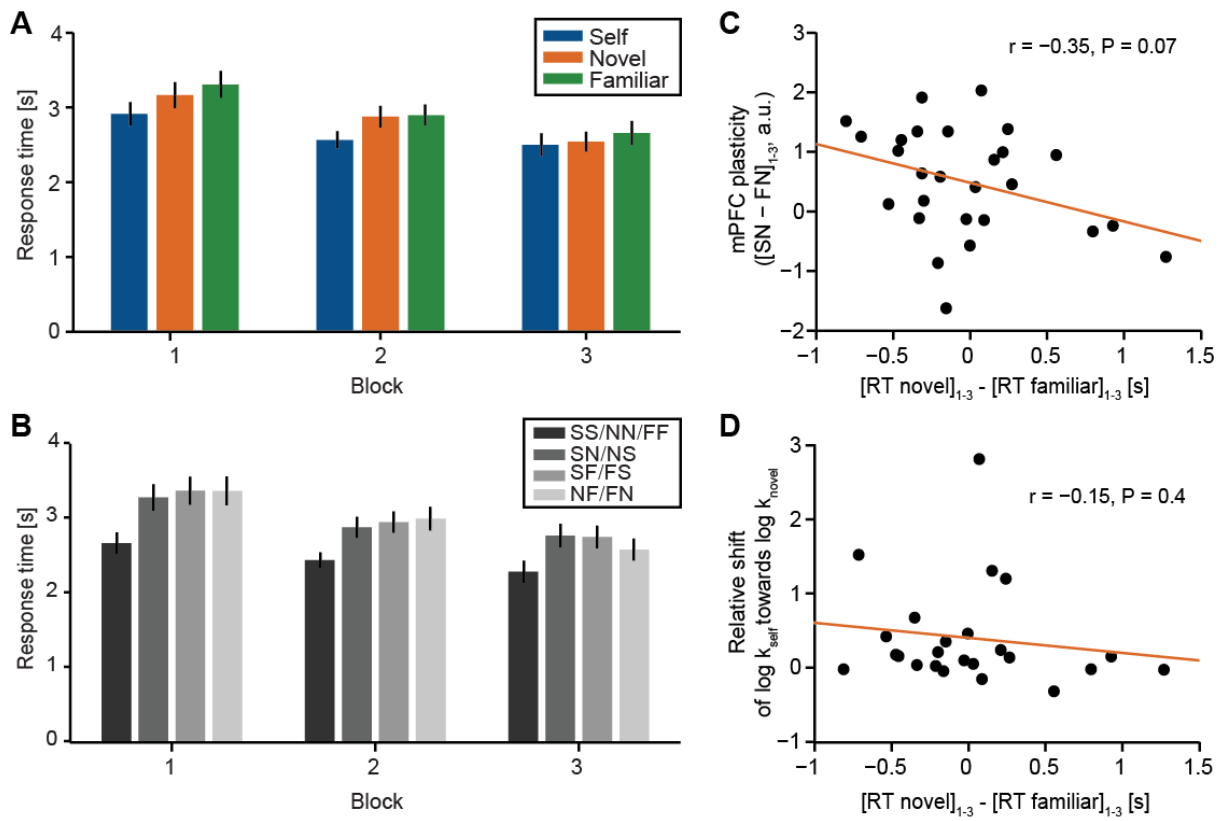 A
Response time [s]
4
3
2
1
0
Self
Novel
Familiar
1
2
3
Block
B
Response time [s]
4
3
2
1
0
SS/NN/FF
SN/NS
SF/FS
NF/FN
1
2
3
Block
C
mPFC plasticity
([SN − FN]1-3, a.u.)
3
2
1
0
−1
−2
r = −0.35, P = 0.07
−1
−0.5
0
0.5
1
1.5
[RT novel]1-3 - [RT familiar]1-3 [s]
D
Relative shift
of log kself towards log knovel
3
2
1
0
−1
r = −0.15, P = 0.4
−1
−0.5
0
0.5
1
1.5
[RT novel]1-3 - [RT familiar]1-3 [s]